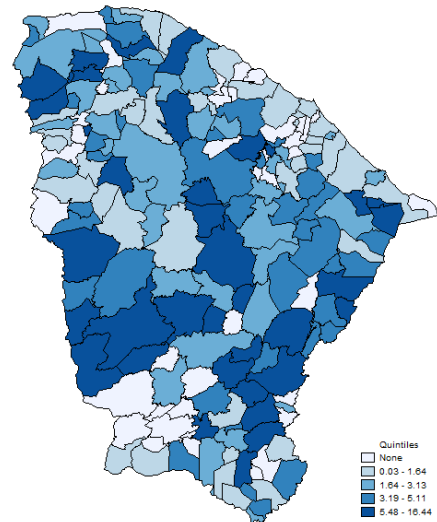 Quintiles
None
0.03 - 1.64
1.64 - 3.13
3.19 - 5.11
5.48 - 16.44